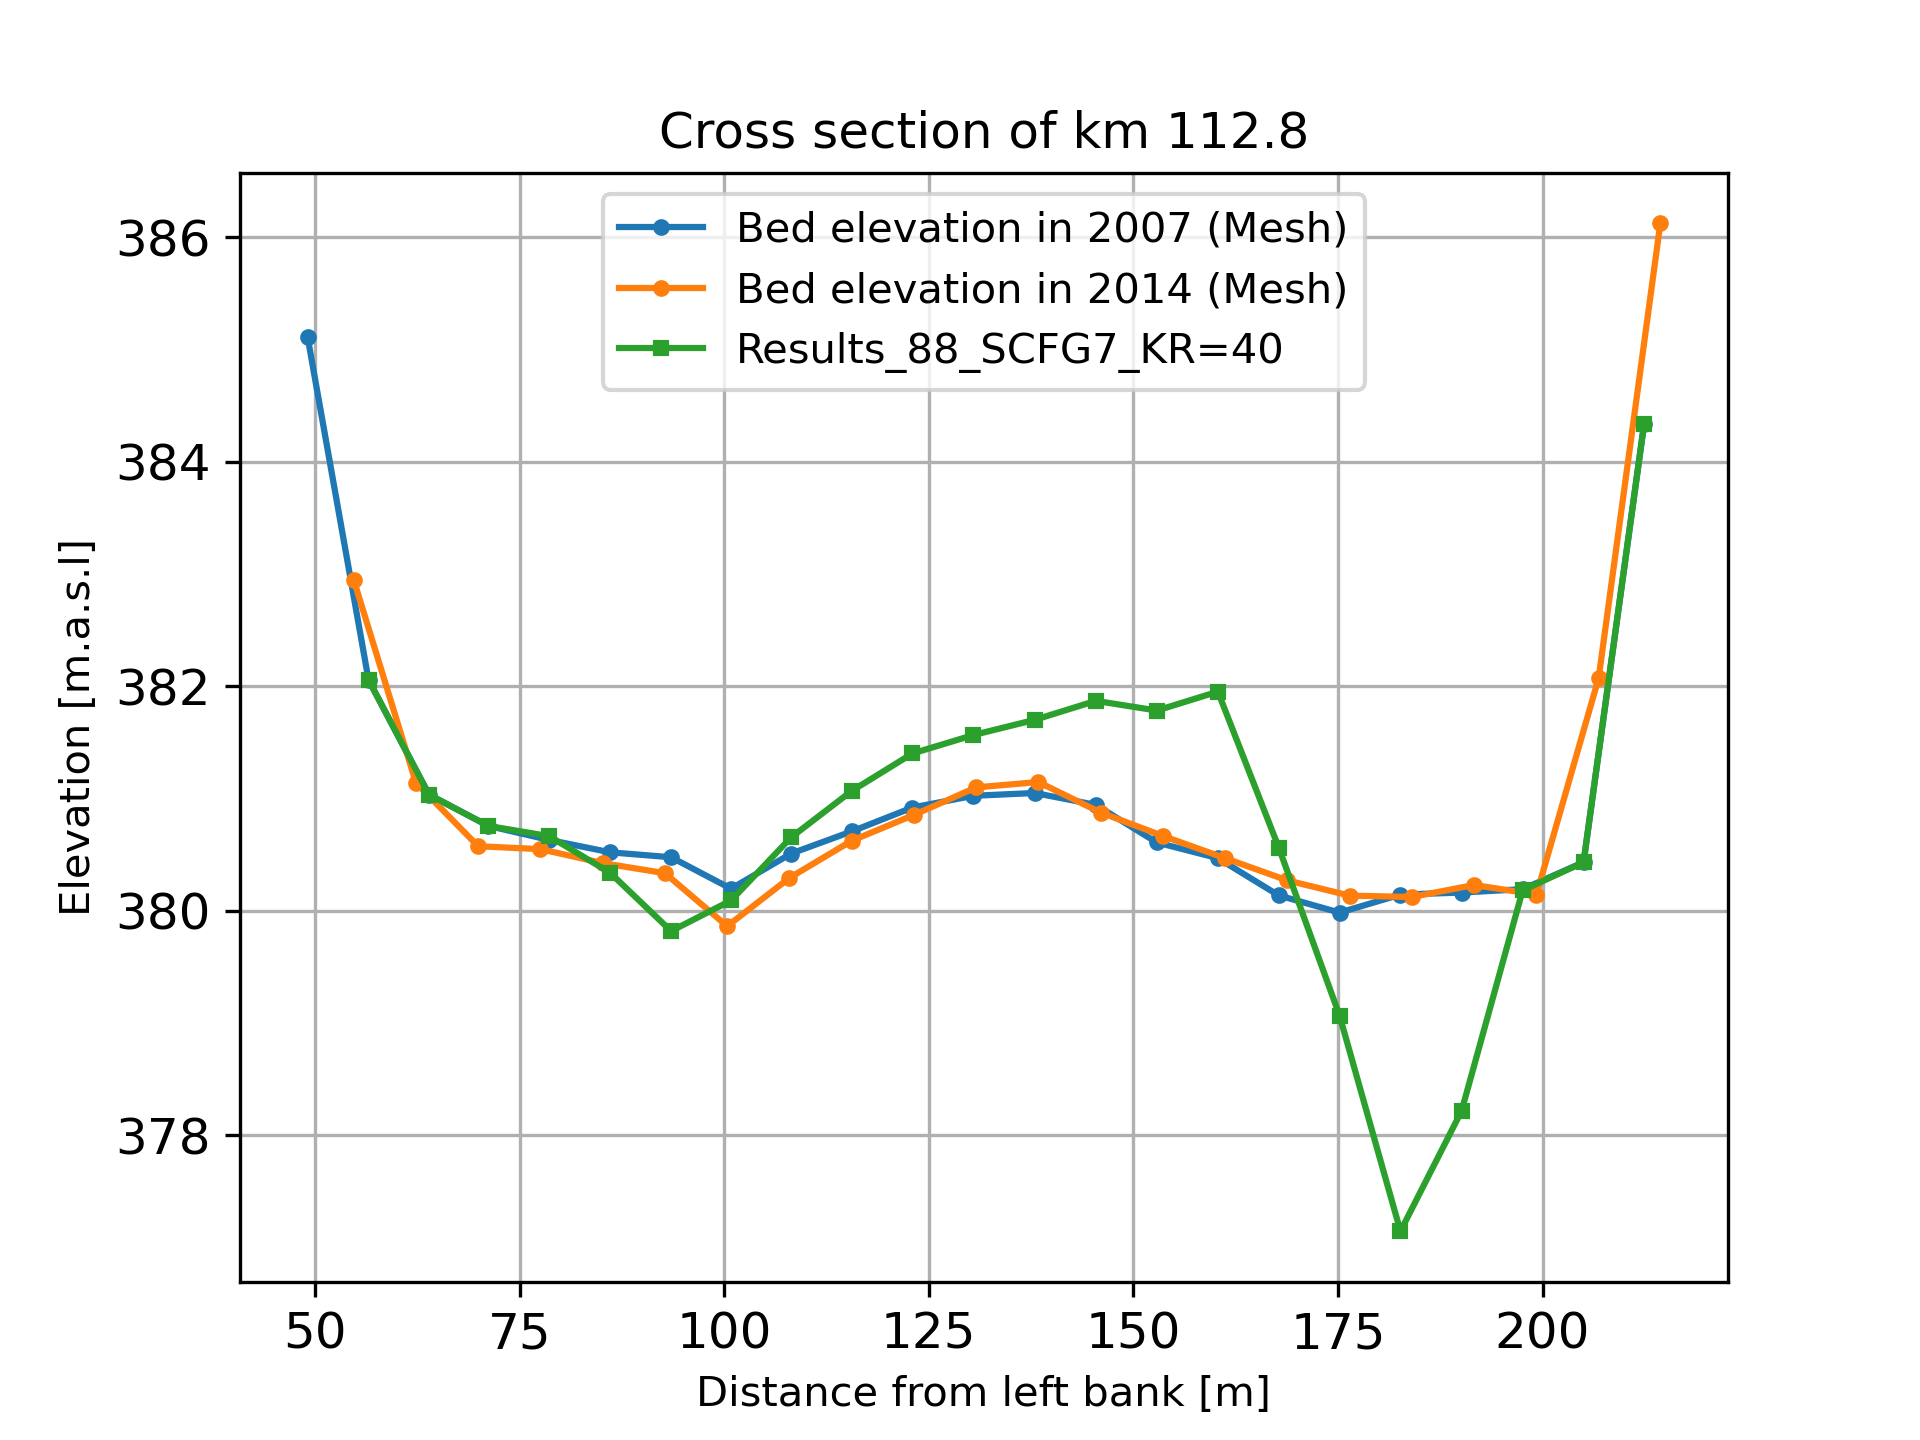 Cross section of km 112.8
Bed elevation in 2007 (Mesh)
Bed elevation in 2014 (Mesh)
Results_88_SCFG7_KR=40
386
384
382
380
378
Elevation [m.a.s.l]
50 75 100 125 150 175 200
Distance from left bank [m]